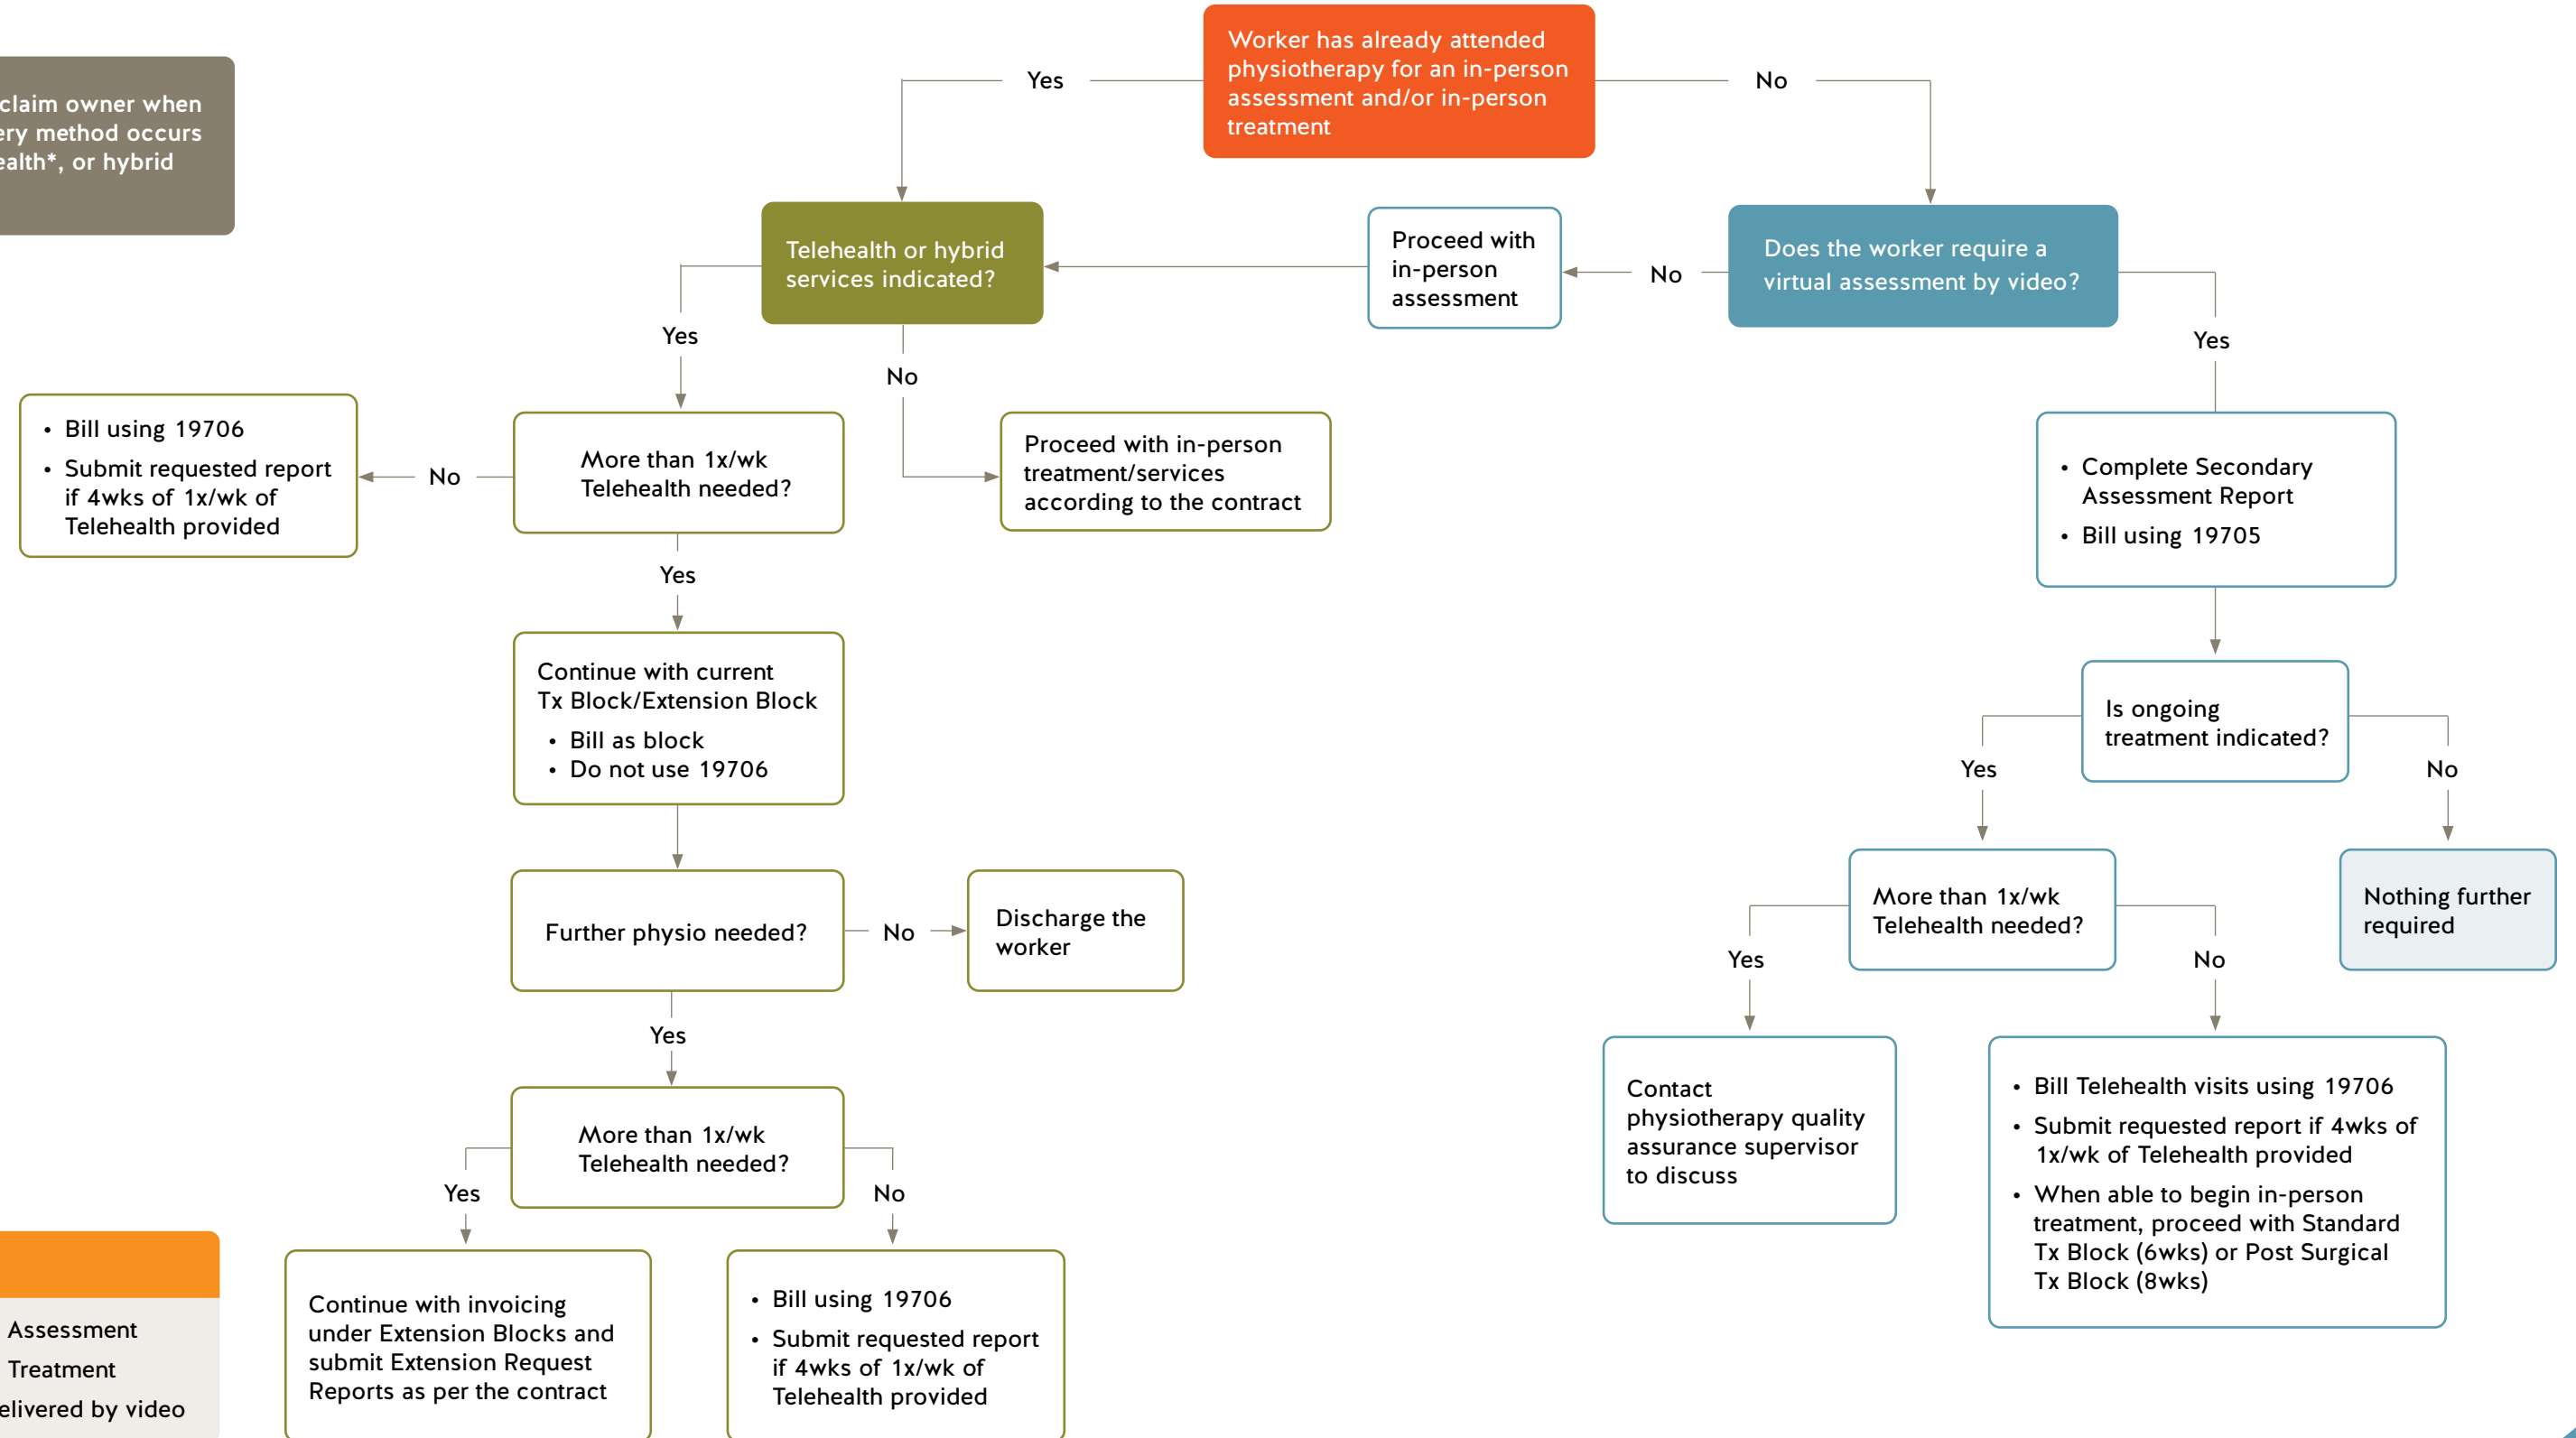 Worker has already attended
physiotherapy for an in-person
assessment and/or in-person
treatment
Yes
No
claim owner when
method occurs
or hybrid
Telehealth or hybrid
services indicated?
Proceed with
in-person
assessment
No
Does the worker require a
virtual assessment by video?
Yes
No
Yes
• Bill using 19706
• Submit requested report
if 4wks of 1x/wk of
Telehealth provided
No
More than 1x/wk
Telehealth needed?
Proceed with in-person
treatment/services
according to the contract
• Complete Secondary
Assessment Report
• Bill using 19705
Yes
Continue with current
Tx Block/Extension Block
• Bill as block
• Do not use 19706
Is ongoing
treatment indicated?
Yes
No
Further physio needed?
No
Discharge the
worker
More than 1x/wk
Telehealth needed?
Nothing further
required
Yes
No
Yes
More than 1x/wk
Telehealth needed?
Yes
No
Contact
physiotherapy quality
assurance supervisor
to discuss
• Bill Telehealth visits using 19706
• Submit requested report if 4wks of
1x/wk of Telehealth provided
• When able to begin in-person
treatment, proceed with Standard
Tx Block (6wks) or Post Surgical
Tx Block (8wks)
Continue with invoicing
under Extension Blocks and
submit Extension Request
Reports as per the contract
• Bill using 19706
• Submit requested report
if 4wks of 1x/wk of
Telehealth provided
Assessment
Treatment
by video